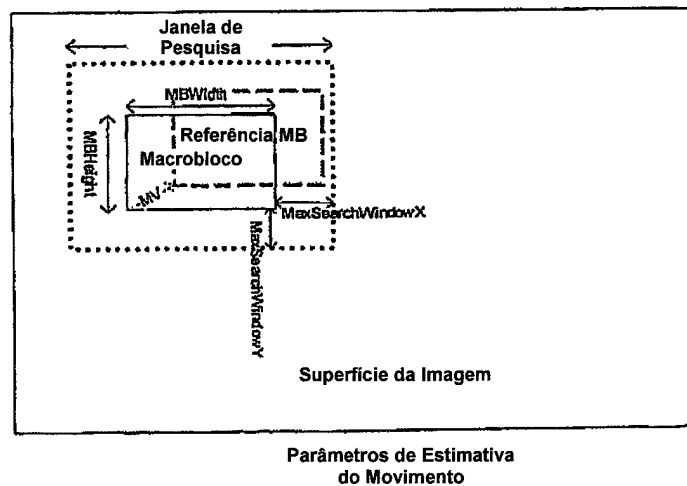 Janela de
Pesquisa
MBWidth
MBHeight
Referência MB
Macrobloco
MV
MaxSearchWindowX
MaxSearchWindowY
Superfície da Imagem
Parâmetros de Estimativa
do Movimento